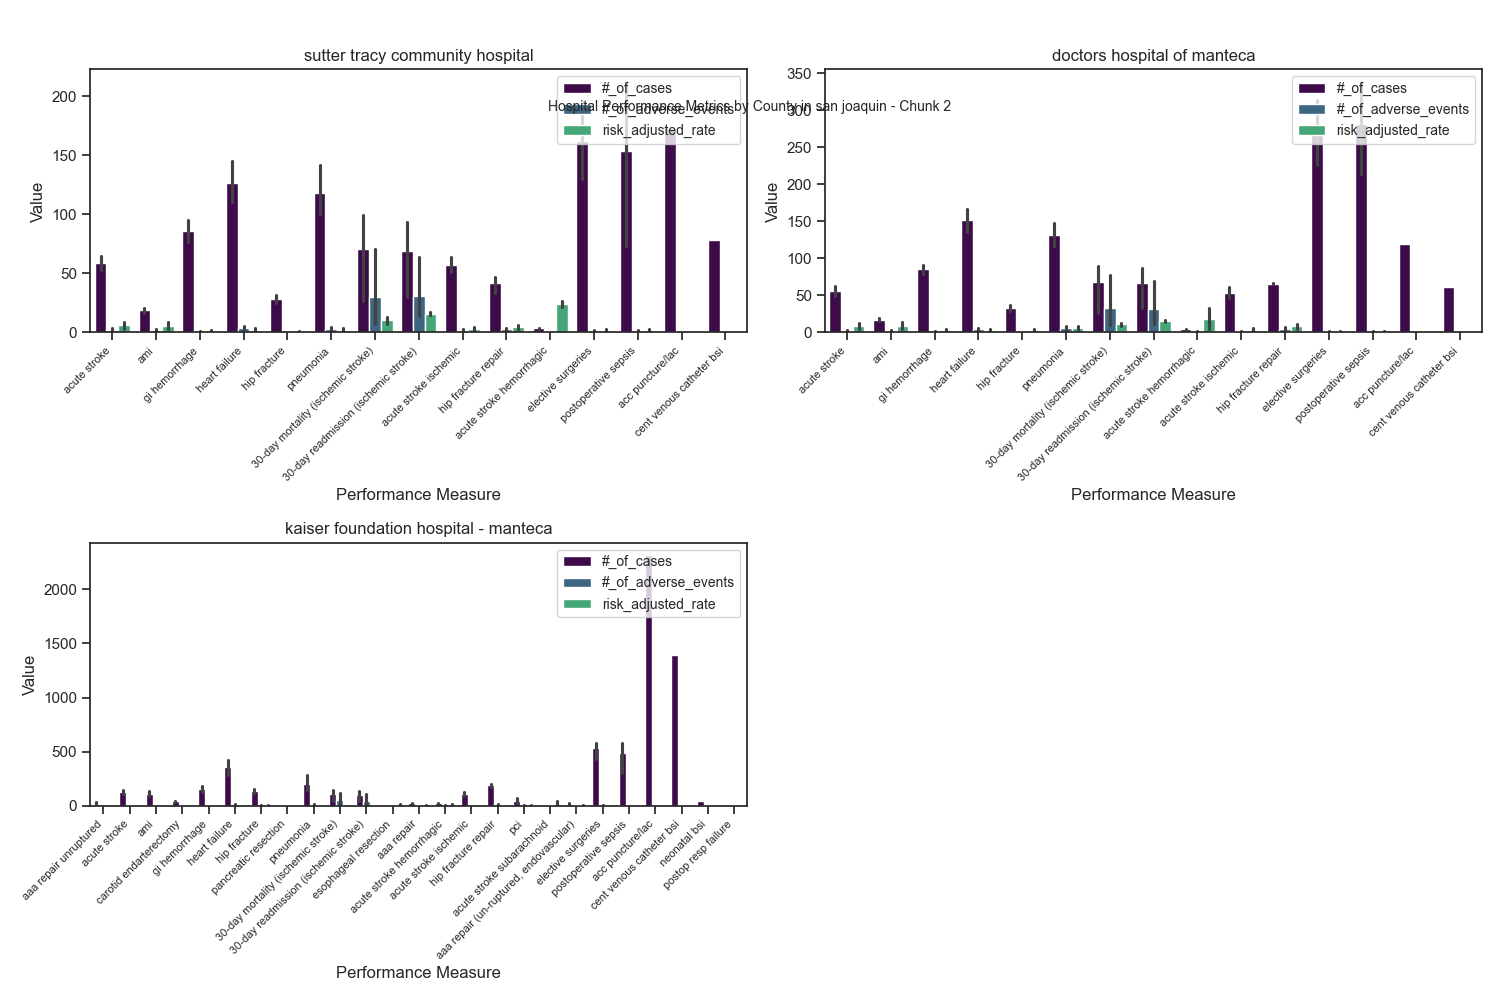 sutter tracy community hospital
doctors hospital of manteca
Hospital Performance Metrics by County in san joaquin - Chunk 2
#_of_cases
#_of_adverse_events
risk_adjusted_rate
Value
200
150
100
50
0
acute stroke
ami
gi hemorrhage
heart failure
hip fracture
pneumonia
30-day mortality (ischemic stroke)
30-day readmission (ischemic stroke)
acute stroke ischemic
hip fracture repair
acute stroke hemorrhagic
elective surgeries
postoperative sepsis
acc puncture/lac
cent venous catheter bsi
Performance Measure
#_of_cases
#_of_adverse_events
risk_adjusted_rate
Value
350
300
250
200
150
100
50
0
acute stroke
ami
gi hemorrhage
heart failure
hip fracture
pneumonia
30-day mortality (ischemic stroke)
30-day readmission (ischemic stroke)
acute stroke hemorrhagic
acute stroke ischemic
hip fracture repair
elective surgeries
postoperative sepsis
acc puncture/lac
cent venous catheter bsi
Performance Measure
kaiser foundation hospital - manteca
#_of_cases
#_of_adverse_events
risk_adjusted_rate
Value
2000
1500
1000
500
0
aaa repair unruptured
acute stroke
ami
carotid endarterectomy
gi hemorrhage
heart failure
hip fracture
pancreatic resection
pneumonia
30-day mortality (ischemic stroke)
30-day readmission (ischemic stroke)
esophageal resection
aaa repair
acute stroke hemorrhagic
acute stroke ischemic
hip fracture repair
pci
acute stroke subarachnoid
aaa repair (un-ruptured, endovascular)
elective surgeries
postoperative sepsis
acc puncture/lac
cent venous catheter bsi
neonatal bsi
postop resp failure
Performance Measure